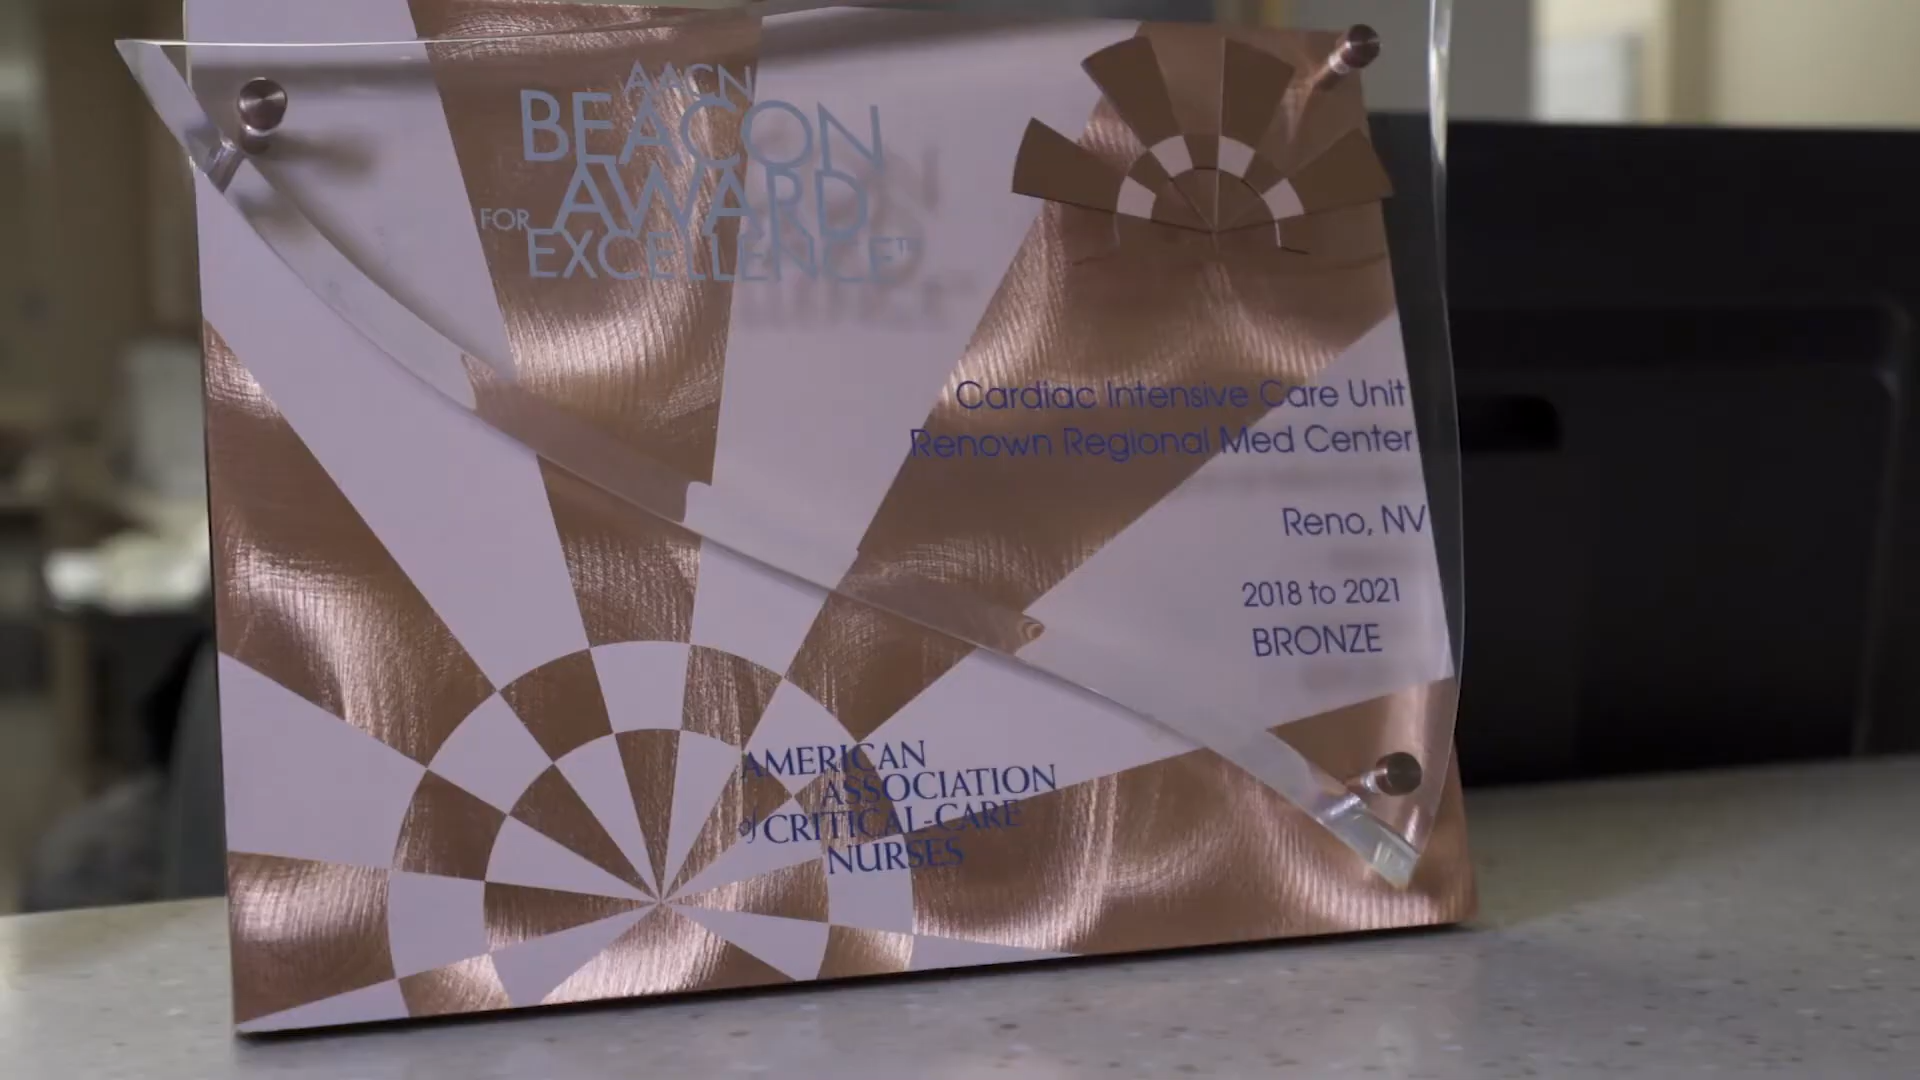 AACN
BEACON
AWARD
FOR
EXCELLENCE™
Cardiac Intensive Care Unit
Renown Regional Med Center
Reno, NV
2018 to 2021
BRONZE
AMERICAN
ASSOCIATION
of CRITICAL-CARE
NURSES